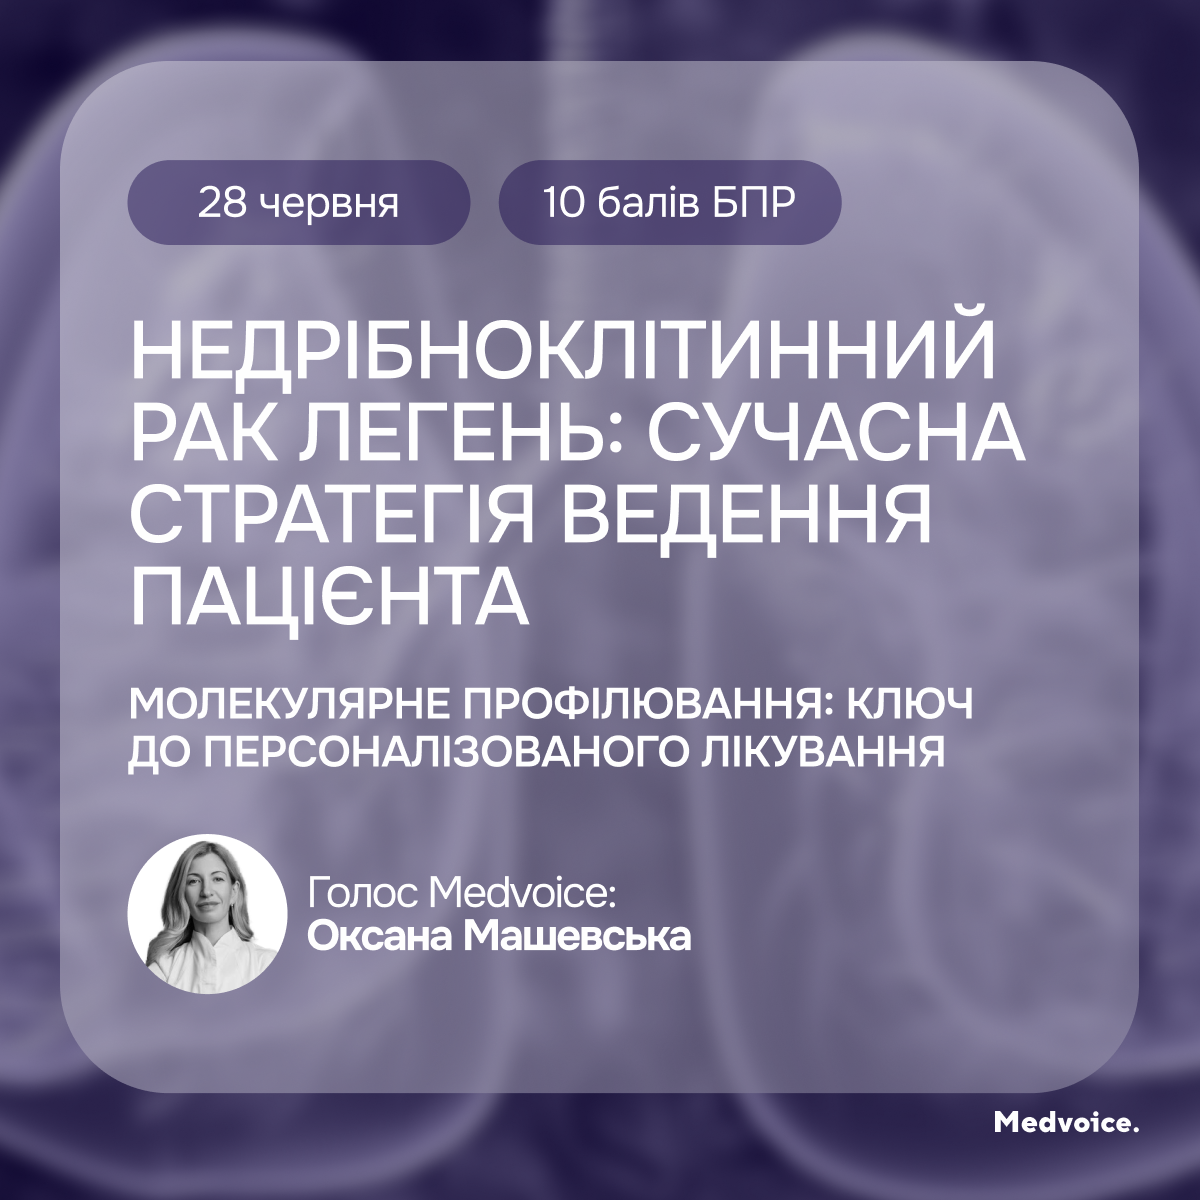 28 червня
10 балів БПР
НЕДРІБНОКЛІТИННИЙ
РАК ЛЕГЕНЬ: СУЧАСНА
СТРАТЕГІЯ ВЕДЕННЯ
ПАЦІЄНТА
МОЛЕКУЛЯРНЕ ПРОФІЛЮВАННЯ: КЛЮЧ
ДО ПЕРСОНАЛІЗОВАНОГО ЛІКУВАННЯ
Голос Medvoice:
Оксана Машевська
Medvoice.